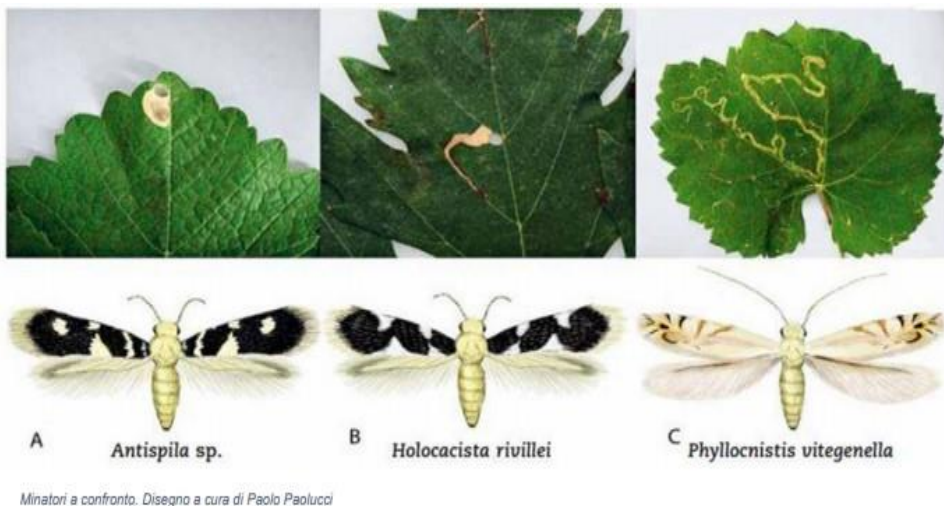 A
Antispila sp.
B
Holocacista rivillei
C
Phyllocnistis vitegenella
Minatori a confronto. Disegno a cura di Paolo Paolucci